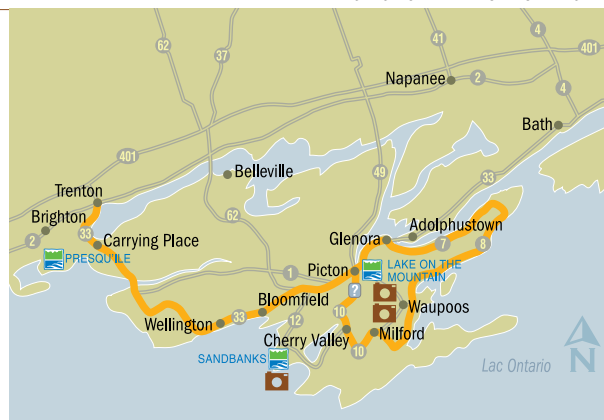 62
37
41
401
Napanee
2
4
4
Bath
401
49
33
Belleville
Trenton
Brighton
2
33
Carrying Place
62
PRESQU'ILE
Adolphustown
Glenora
7
8
1
Picton
LAKE ON THE
MOUNTAIN
?
Bloomfield
33
Wellington
12
10
Waupoos
Cherry Valley
Milford
10
SANDBANKS
Lac Ontario
N